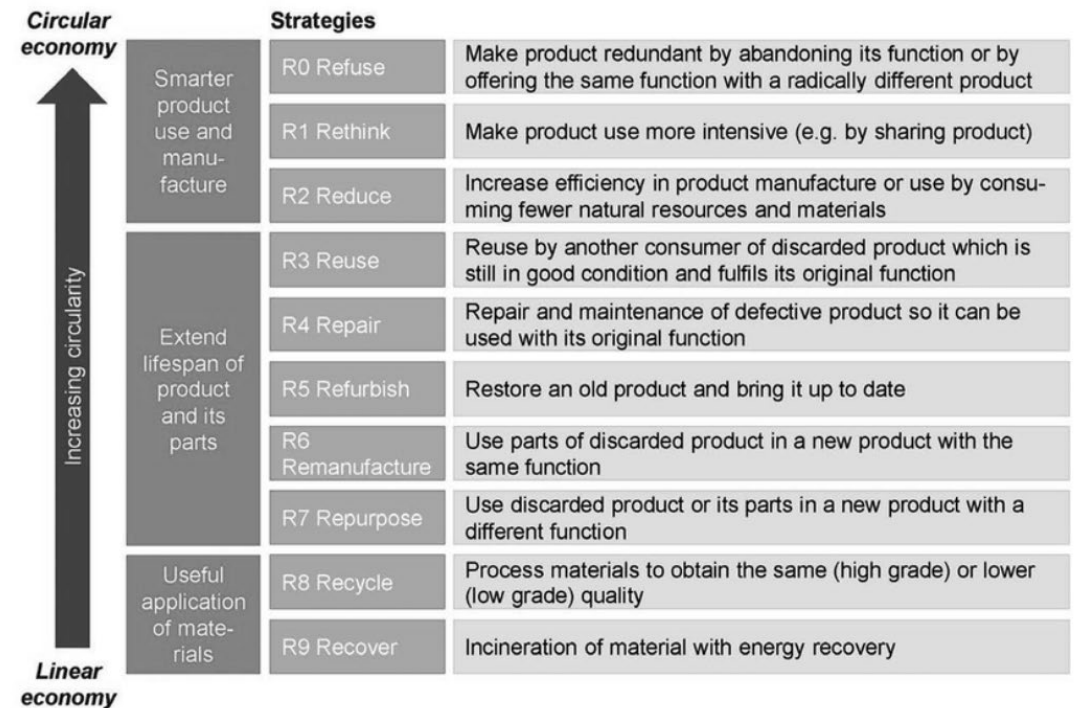 Circular
economy
Strategies
Increasing circularity
Smarter
product
use and
manu-
facture
R0 Refuse
Make product redundant by abandoning its function or by
offering the same function with a radically different product
R1 Rethink
Make product use more intensive (e.g. by sharing product)
R2 Reduce
Increase efficiency in product manufacture or use by consu-
ming fewer natural resources and materials
Extend
lifespan of
product
and its
parts
R3 Reuse
Reuse by another consumer of discarded product which is
still in good condition and fulfils its original function
R4 Repair
Repair and maintenance of defective product so it can be
used with its original function
R5 Refurbish
Restore an old product and bring it up to date
R6
Remanufacture
Use parts of discarded product in a new product with the
same function
R7 Repurpose
Use discarded product or its parts in a new product with a
different function
Useful
application
of mate-
rials
R8 Recycle
Process materials to obtain the same (high grade) or lower
(low grade) quality
R9 Recover
Incineration of material with energy recovery
Linear
economy